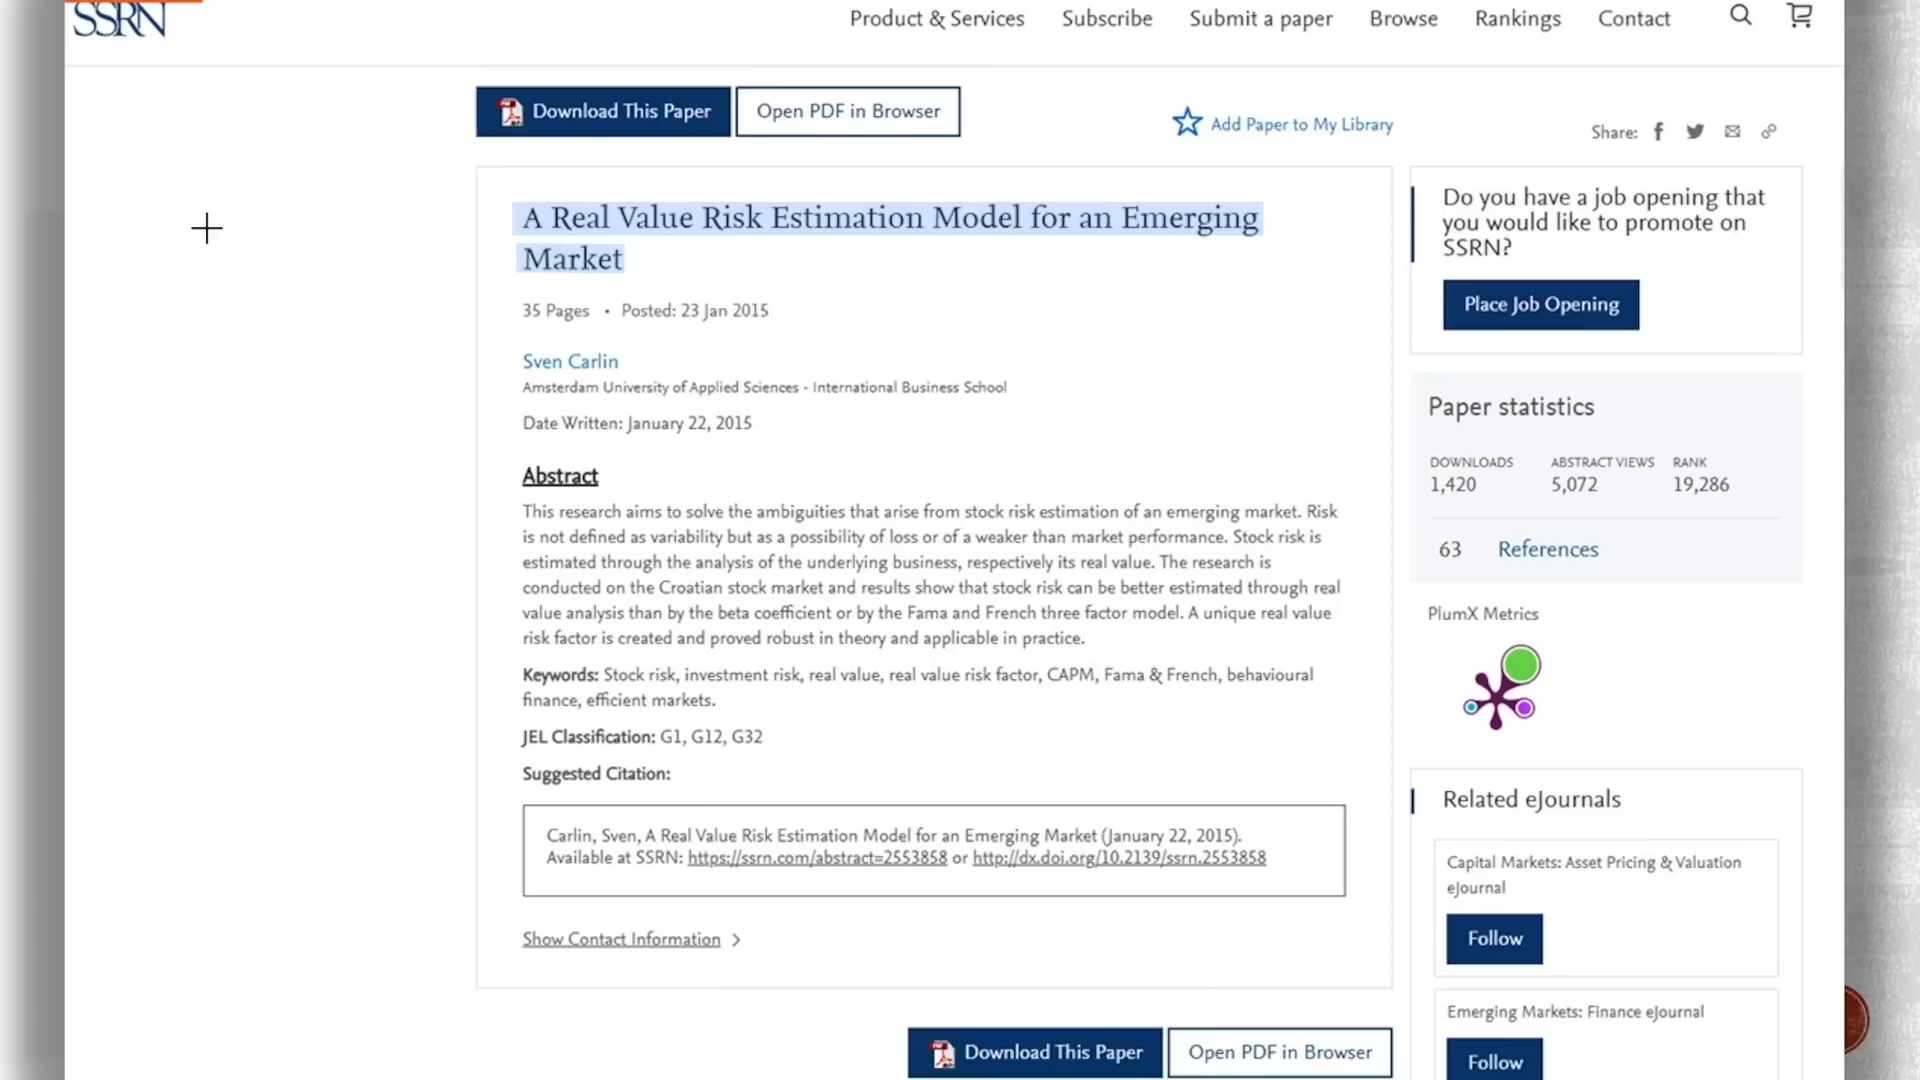 SSRN
Product & Services Subscribe Submit a paper Browse Rankings Contact
Download This Paper
Open PDF in Browser
Add Paper to My Library
Share:
A Real Value Risk Estimation Model for an Emerging
Market
35 Pages • Posted: 23 Jan 2015
Sven Carlin
Amsterdam University of Applied Sciences - International Business School
Date Written: January 22, 2015
Abstract
This research aims to solve the ambiguities that arise from stock risk estimation of an emerging market. Risk
is not defined as variability but as a possibility of loss or of a weaker than market performance. Stock risk is
estimated through the analysis of the underlying business, respectively its real value. The research is
conducted on the Croatian stock market and results show that stock risk can be better estimated through real
value analysis than by the beta coefficient or by the Fama and French three factor model. A unique real value
risk factor is created and proved robust in theory and applicable in practice.
Keywords: Stock risk, investment risk, real value, real value risk factor, CAPM, Fama & French, behavioural
finance, efficient markets.
JEL Classification: G1, G12, G32
Suggested Citation:
Carlin, Sven, A Real Value Risk Estimation Model for an Emerging Market (January 22, 2015).
Available at SSRN: https://ssrn.com/abstract=2553858 or http://dx.doi.org/10.2139/ssrn.2553858
Show Contact Information >
Download This Paper
Open PDF in Browser
Do you have a job opening that
you would like to promote on
SSRN?
Place Job Opening
Paper statistics
DOWNLOADS ABSTRACT VIEWS RANK
1,420 5,072 19,286
63 References
PlumX Metrics
Related eJournals
Capital Markets: Asset Pricing & Valuation
eJournal
Follow
Emerging Markets: Finance eJournal
Follow